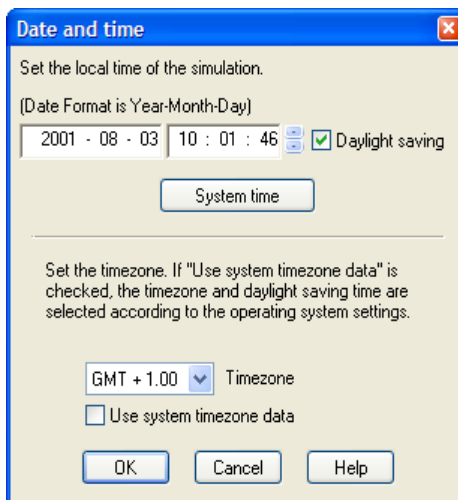 Date and time
Set the local time of the simulation.
(Date Format is Year-Month-Day)
2001 - 08 - 03 10 : 01 : 46 Daylight saving
System time
Set the timezone. If "Use system timezone data" is
checked, the timezone and daylight saving time are
selected according to the operating system settings.
GMT + 1.00 Timezone
Use system timezone data
OK Cancel Help